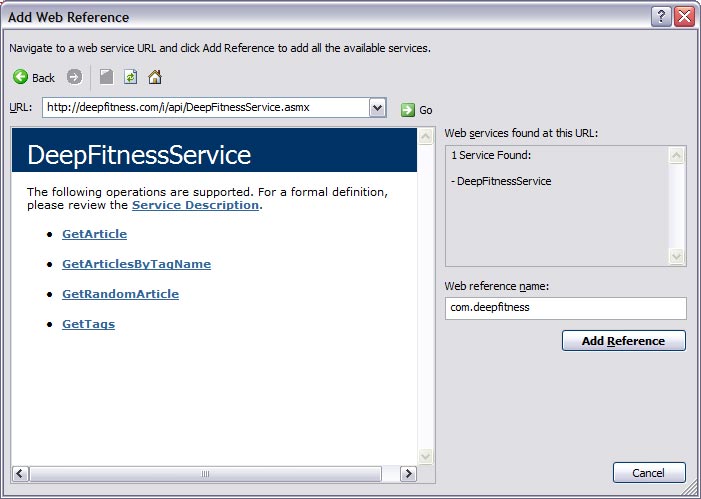 Add Web Reference
Navigate to a web service URL and click Add Reference to add all the available services.
Back
URL: http://deepfitness.com/i/api/DeepFitnessService.asmx Go
DeepFitnessService
The following operations are supported. For a formal definition,
please review the Service Description.
• GetArticle
• GetArticlesByTagName
• GetRandomArticle
• GetTags
Web services found at this URL:
1 Service Found:
- DeepFitnessService
Web reference name:
com.deepfitness
Add Reference
Cancel